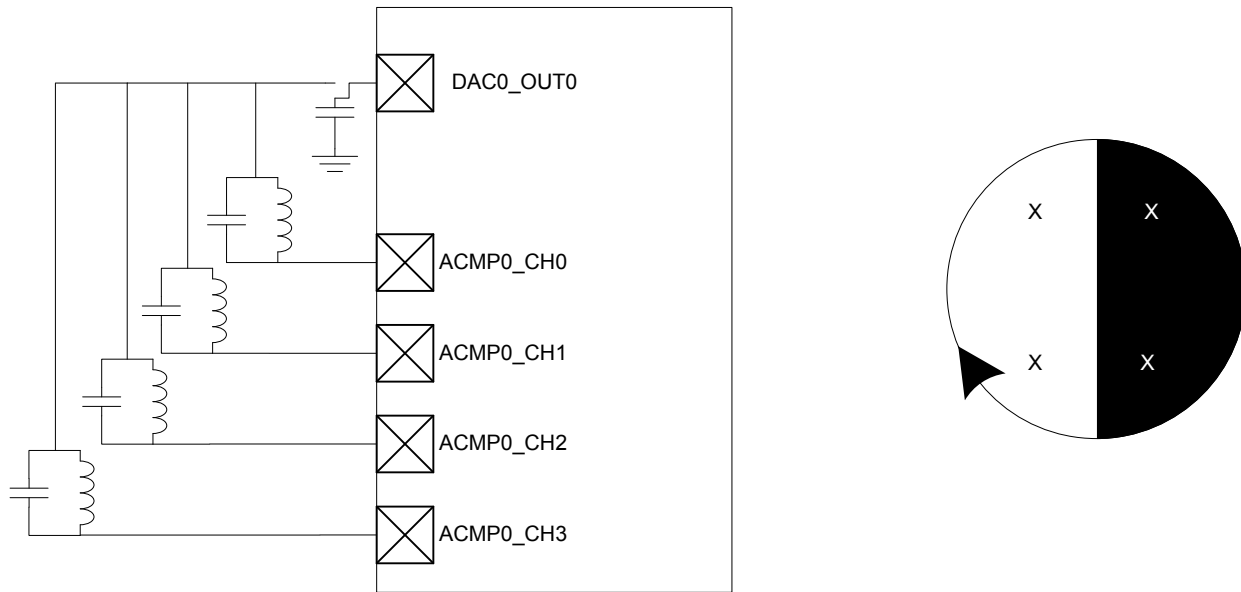 DAC0_OUT0
X X
ACMP0_CH0
ACMP0_CH1
X X
ACMP0_CH2
ACMP0_CH3